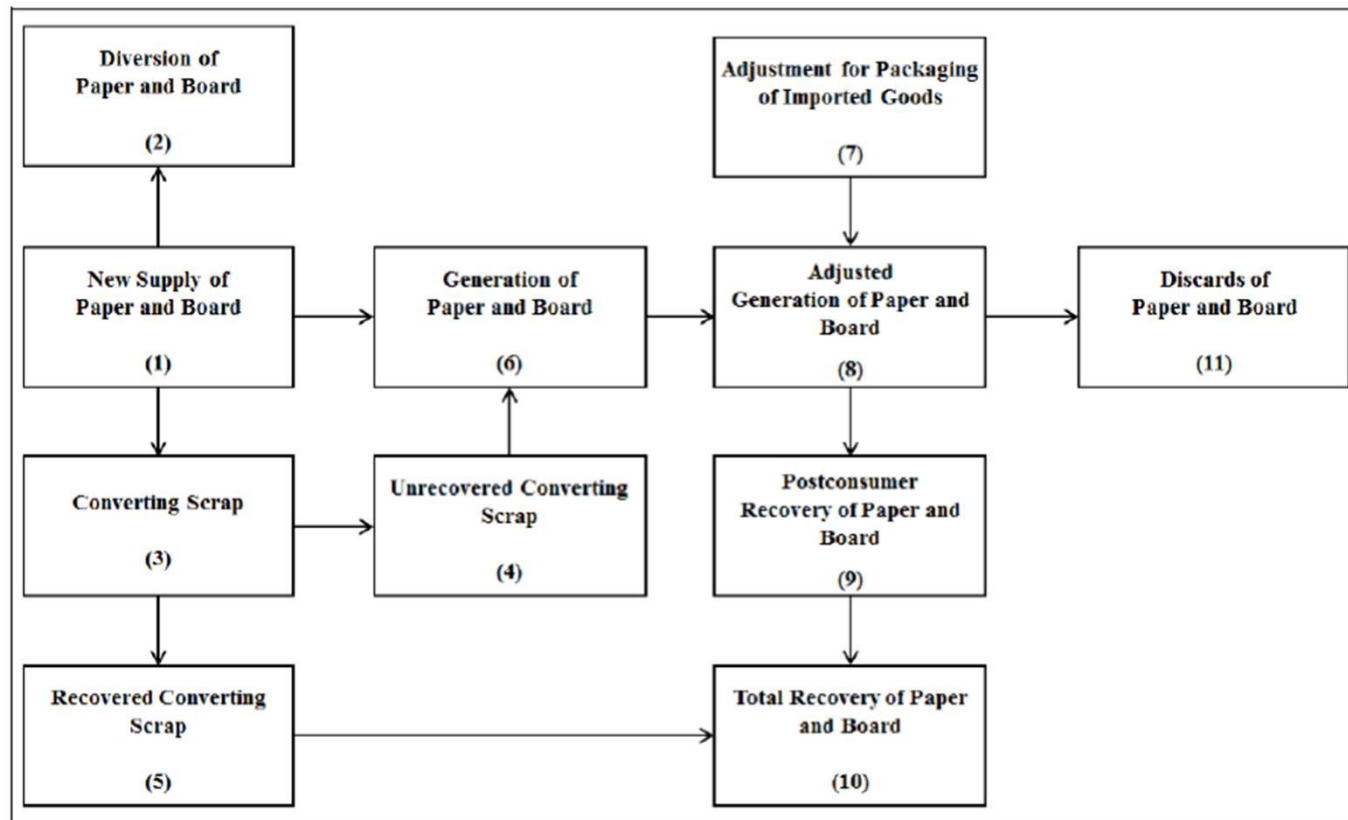 Diversion of
Paper and Board
(2)
Adjustment for Packaging
of Imported Goods
(7)
New Supply of
Paper and Board
(1)
Generation of
Paper and Board
(6)
Adjusted
Generation of Paper and
Board
(8)
Discards of
Paper and Board
(11)
Converting Scrap
(3)
Unrecovered Converting
Scrap
(4)
Postconsumer
Recovery of Paper and
Board
(9)
Recovered Converting
Scrap
(5)
Total Recovery of Paper
and Board
(10)